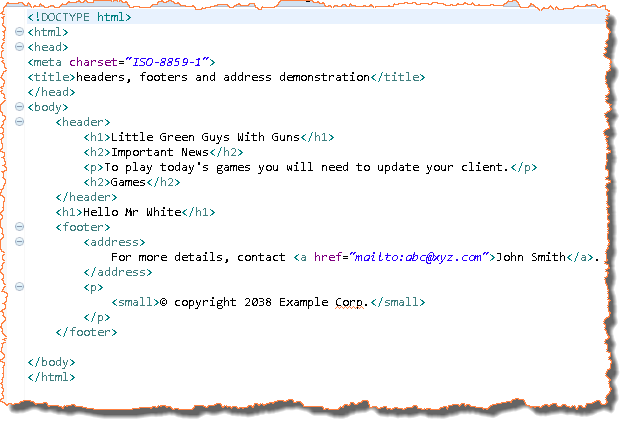 <!DOCTYPE html>
<html>
<head>
<meta charset="ISO-8859-1">
<title>headers, footers and address demonstration</title>
</head>
<body>
<header>
<h1>Little Green Guys With Guns</h1>
<h2>Important News</h2>
<p>To play today's games you will need to update your client.</p>
<h2>Games</h2>
</header>
<h1>Hello Mr White</h1>
<footer>
<address>
For more details, contact <a href="mailto:abc@xyz.com">John Smith</a>.
</address>
<p>
<small>© copyright 2038 Example Corp.</small>
</p>
</footer>
</body>
</html>